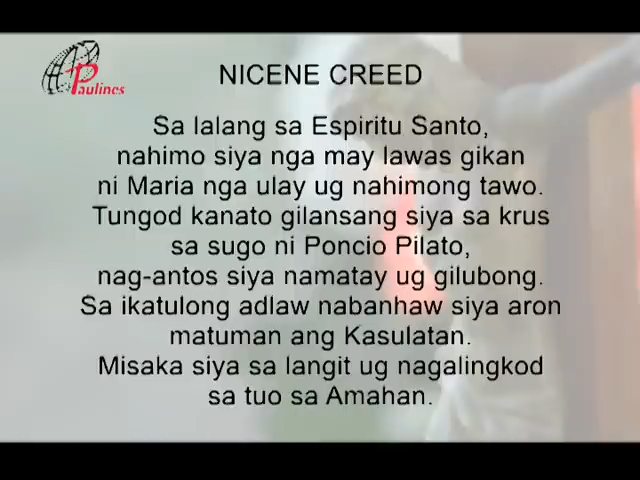 Paulines
NICENE CREED
Sa lalang sa Espiritu Santo,
nahimo siya nga may lawas gikan
ni Maria nga ulay ug nahimong tawo.
Tungod kanato gilansang siya sa krus
sa sugo ni Poncio Pilato,
nag-antos siya namatay ug gilubong.
Sa ikatulong adlaw nabanhaw siya aron
matuman ang Kasulatan.
Misaka siya sa langit ug nagalingkod
sa tuo sa Amahan.